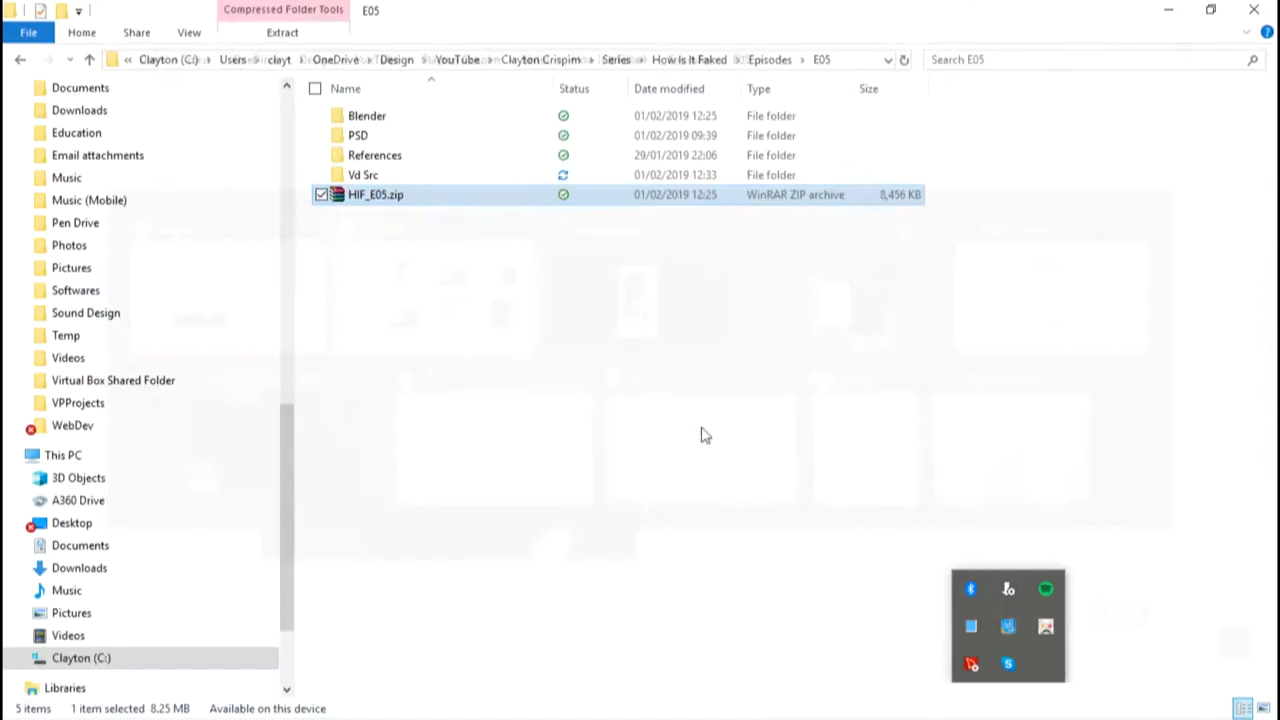 Compressed Folder Tools E05
File Home Share View Extract
« Clayton (C:) › Users › clayt › OneDrive › Design › YouTube › Clayton Crispim › Series › How Is It Faked › Episodes › E05 Search E05
Name Status Date modified Type Size
Documents
Downloads
Education
Email attachments
Music
Music (Mobile)
Pen Drive
Photos
Pictures
Softwares
Sound Design
Temp
Videos
Virtual Box Shared Folder
VPProjects
WebDev
This PC
3D Objects
A360 Drive
Desktop
Documents
Downloads
Music
Pictures
Videos
Clayton (C:)
Libraries
Blender 01/02/2019 12:25 File folder
PSD 01/02/2019 09:39 File folder
References 29/01/2019 22:06 File folder
Vd Src 01/02/2019 12:33 File folder
HIF_E05.zip 01/02/2019 12:25 WinRAR ZIP archive 8,456 KB
5 items 1 item selected 8.25 MB Available on this device